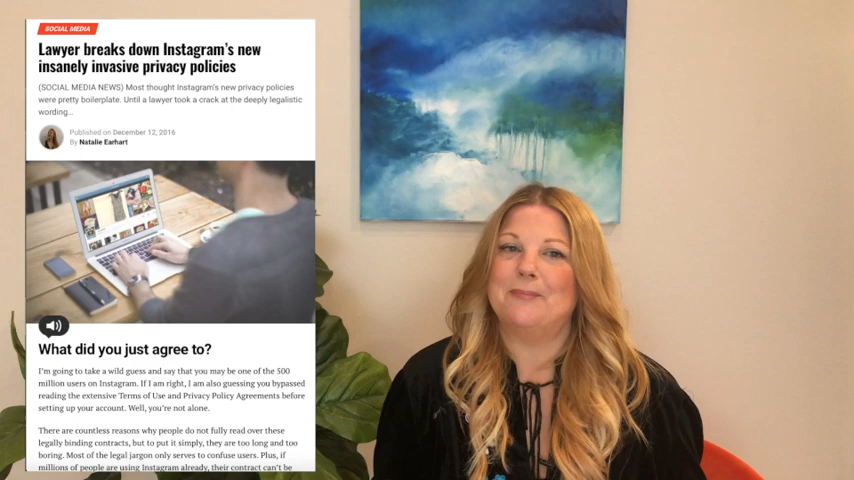 SOCIAL MEDIA
Lawyer breaks down Instagram's new
insanely invasive privacy policies
(SOCIAL MEDIA NEWS) Most thought Instagram's new privacy policies
were pretty boilerplate. Until a lawyer took a crack at the deeply legalistic
wording...
Published on December 12, 2016
By Natalie Earhart
What did you just agree to?
I'm going to take a wild guess and say that you may be one of the 500
million users on Instagram. If I am right, I am also guessing you bypassed
reading the extensive Terms of Use and Privacy Policy Agreements before
setting up your account. Well, you're not alone.
There are countless reasons why people do not fully read over these
legally binding contracts, but to put it simply, they are too long and too
boring. Most of the legal jargon only serves to confuse users. Plus, if
millions of people are using Instagram already, their contract can't be